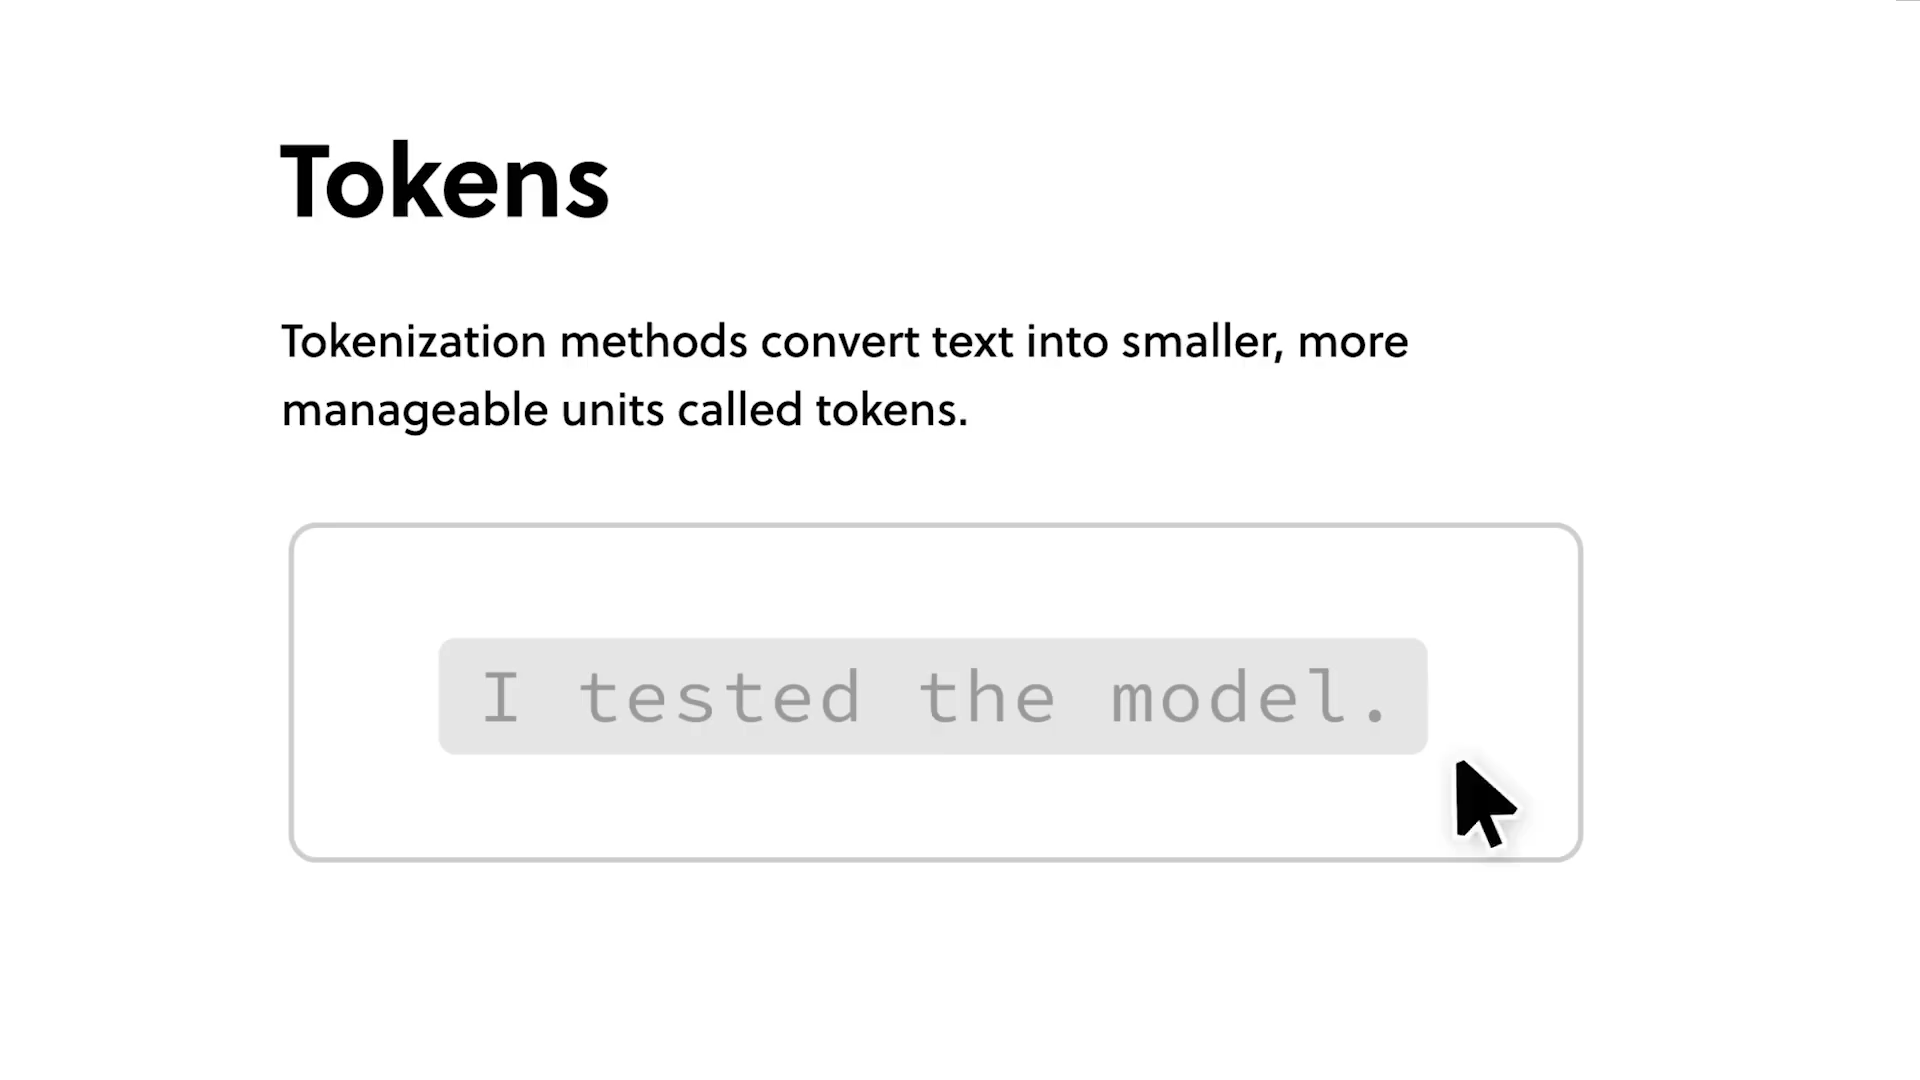 Tokens
Tokenization methods convert text into smaller, more
manageable units called tokens.
I tested the model.